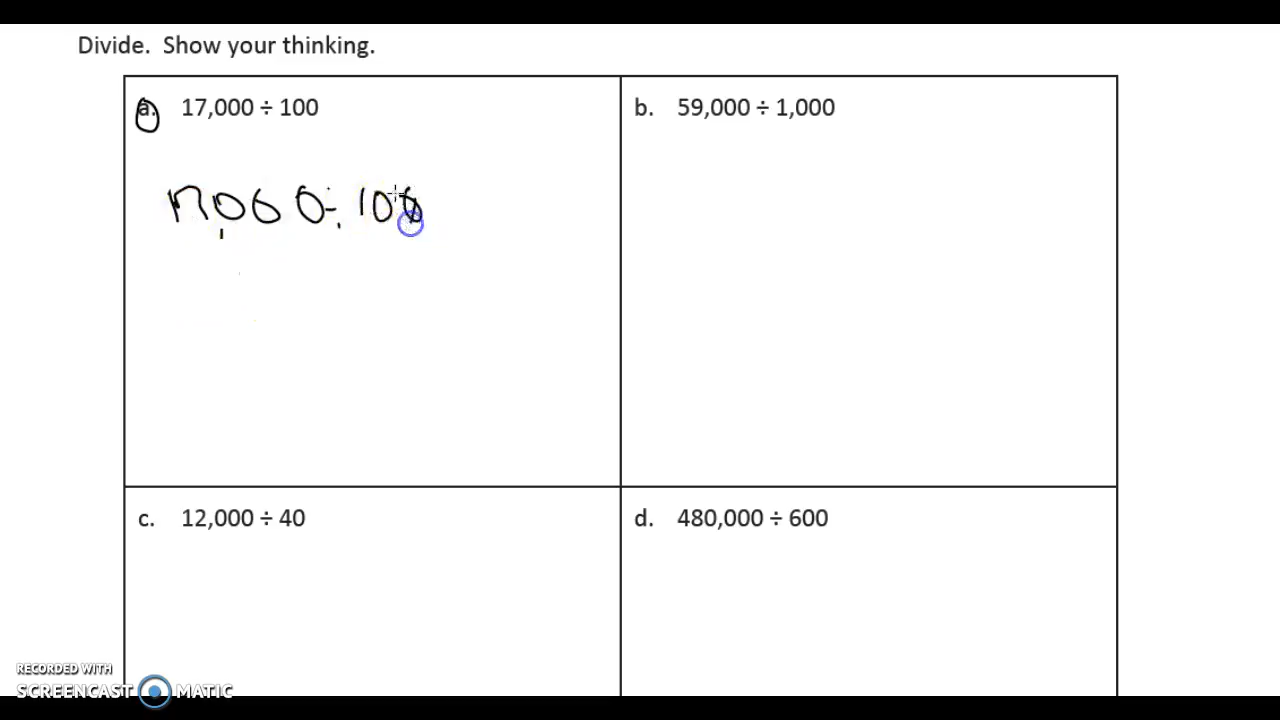 Divide. Show your thinking.
a. 17,000 ÷ 100
17,000 ÷ 100
b. 59,000 ÷ 1,000
c. 12,000 ÷ 40
d. 480,000 ÷ 600
RECORDED WITH
SCREENCAST MATIC